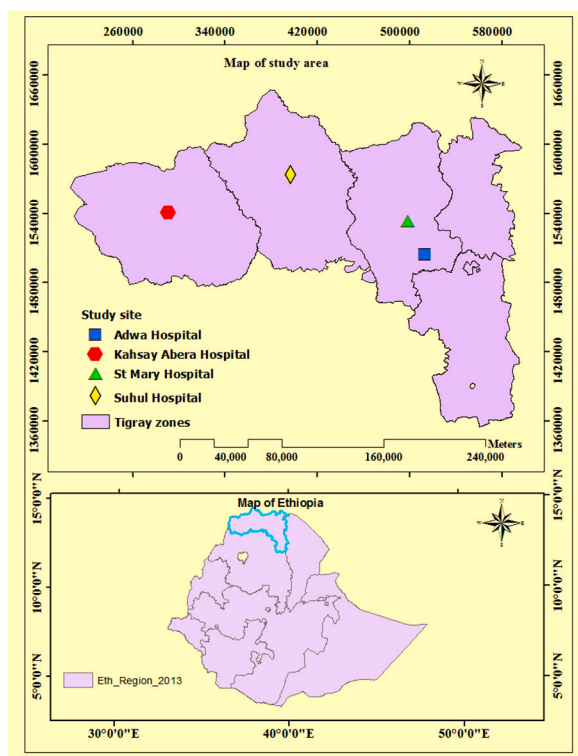 260000 340000 420000 500000 580000
Map of study area
W N E S
1660000 1600000 1540000 1480000 1420000 1360000
1660000 1600000 1540000 1480000 1420000 1360000
Study site
Adwa Hospital
Kahsay Abera Hospital
St Mary Hospital
Suhul Hospital
Tigray zones
Meters
0 40,000 80,000 160,000 240,000
Map of Ethiopia
W N E S
15°0'0"N 10°0'0"N 5°0'0"N
15°0'0"N 10°0'0"N 5°0'0"N
Eth_Region_2013
30°0'0"E 40°0'0"E 50°0'0"E